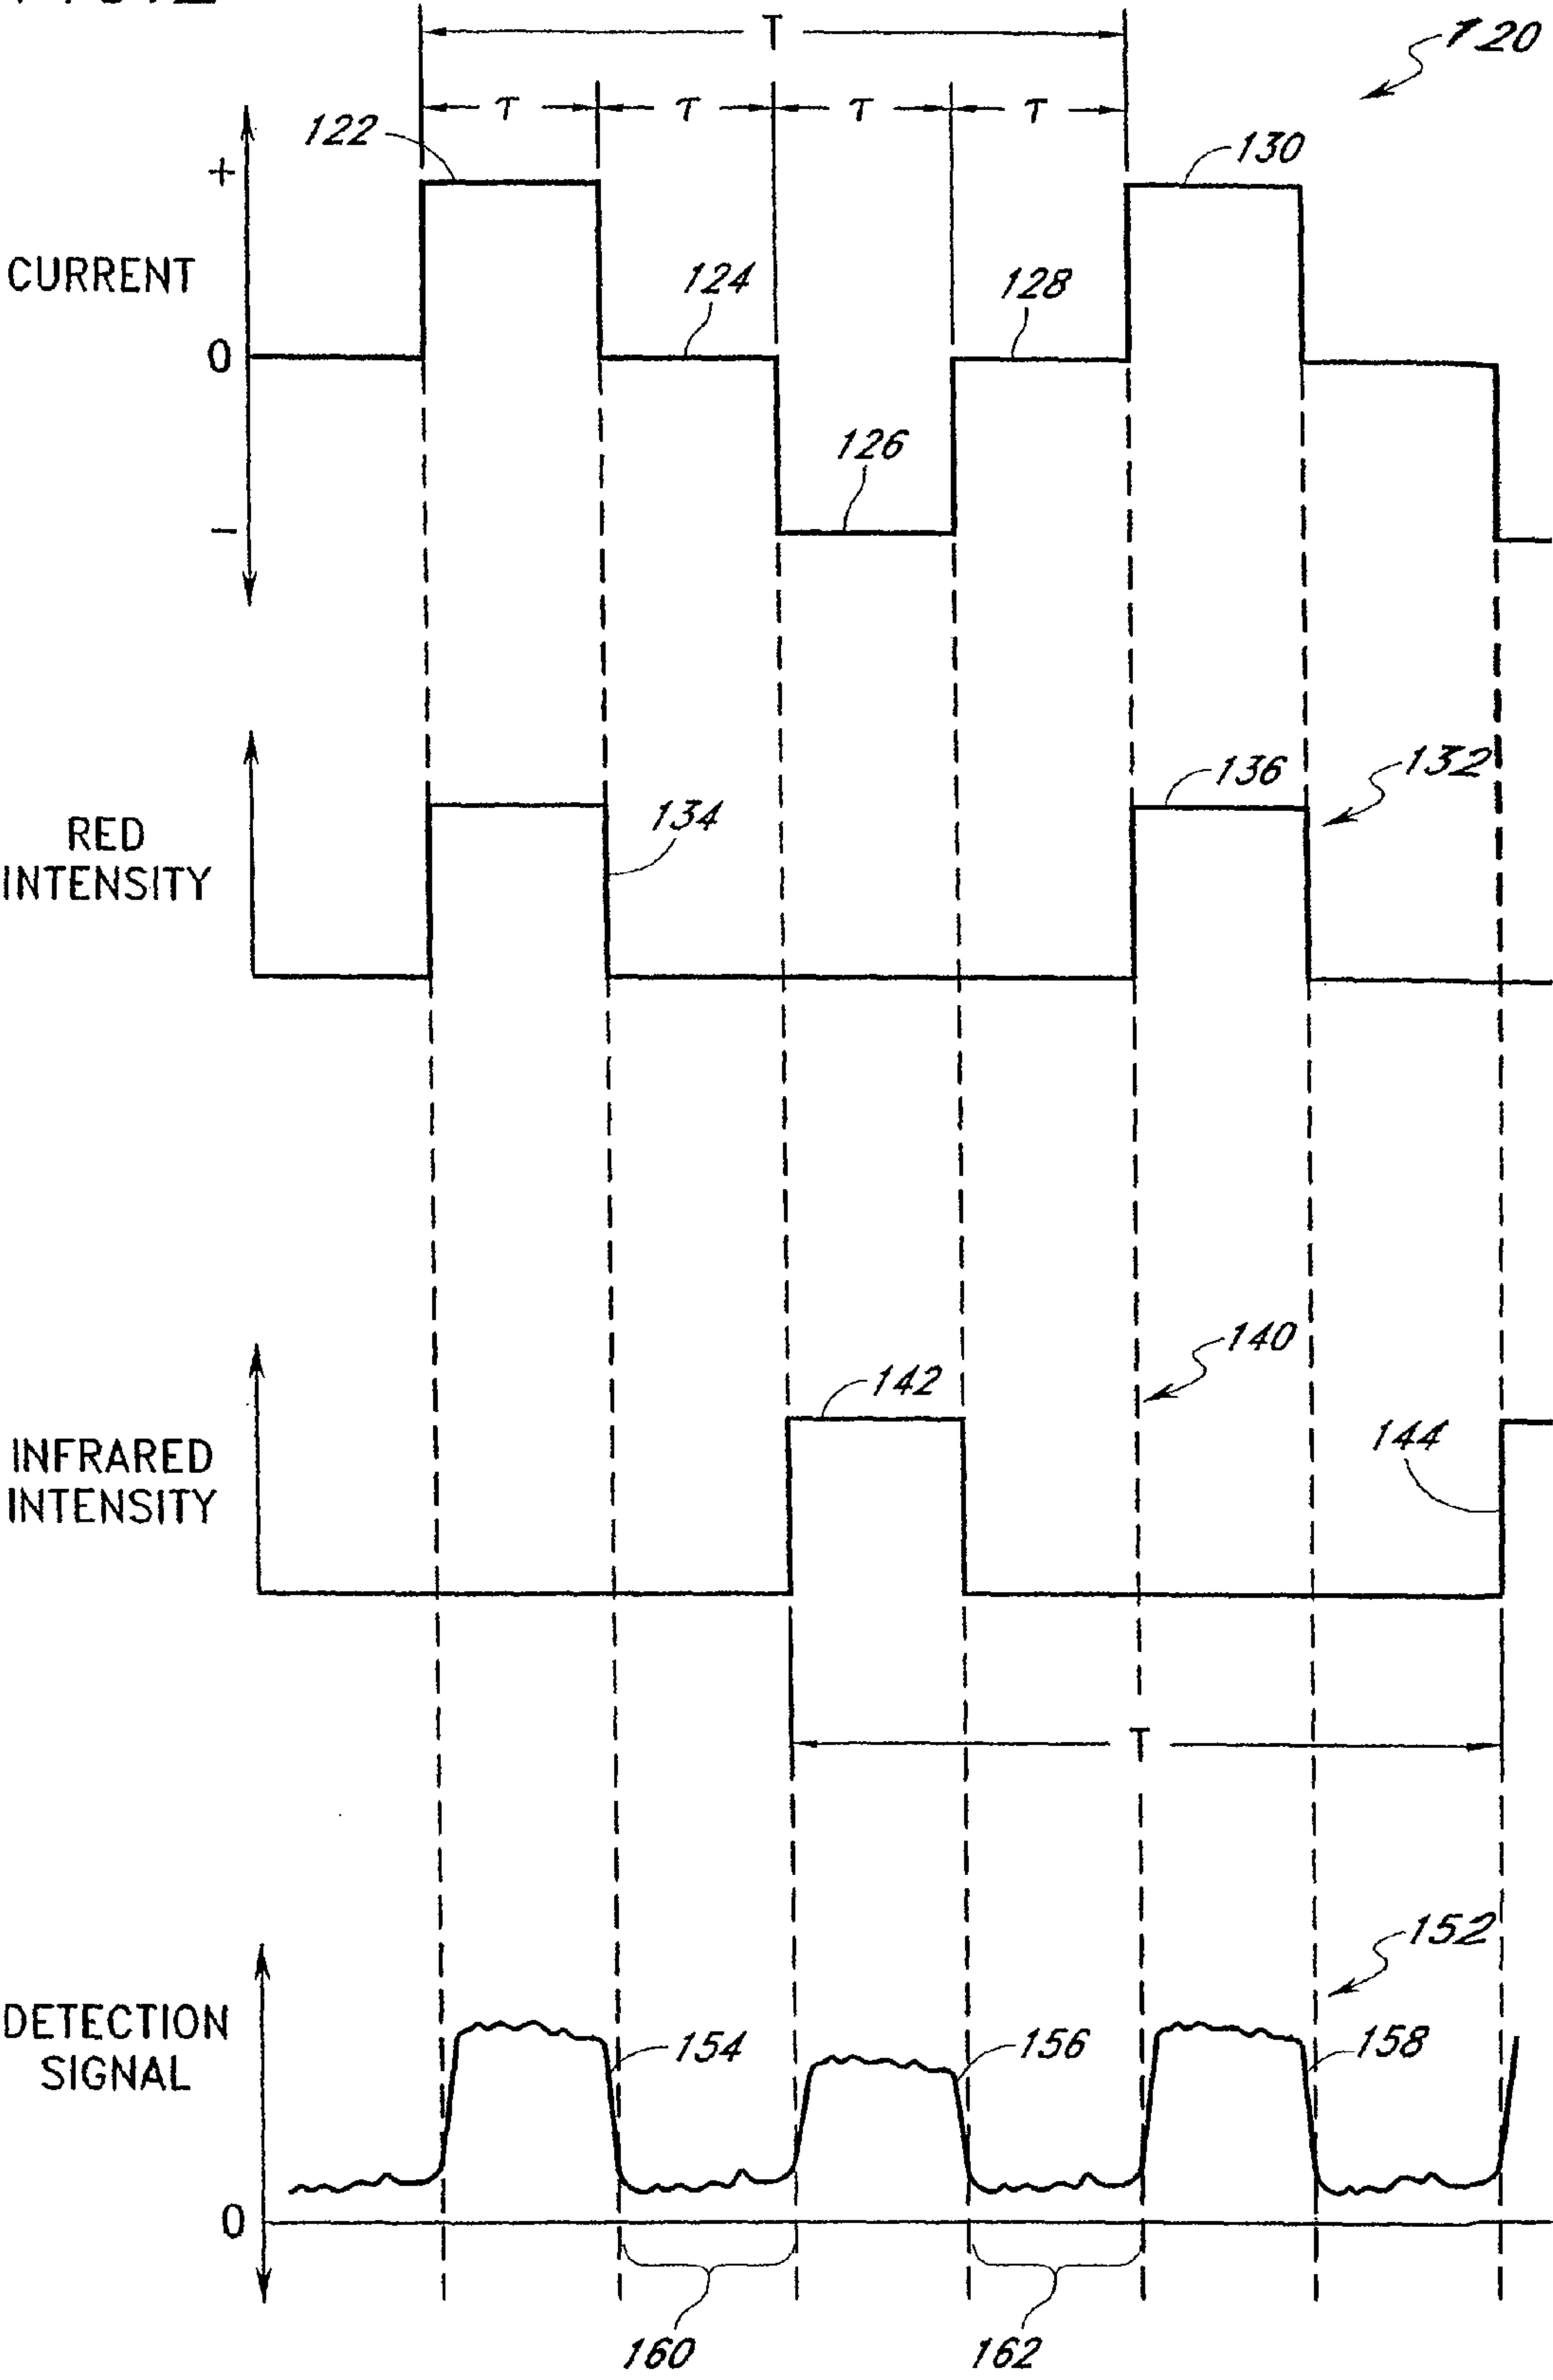 T
120
τ τ τ τ
122
130
+
CURRENT
124
128
0
126
–
132
136
134
RED
INTENSITY
140
142
144
INFRARED
INTENSITY
T
152
DETECTION
SIGNAL
154
156
158
0
160
162